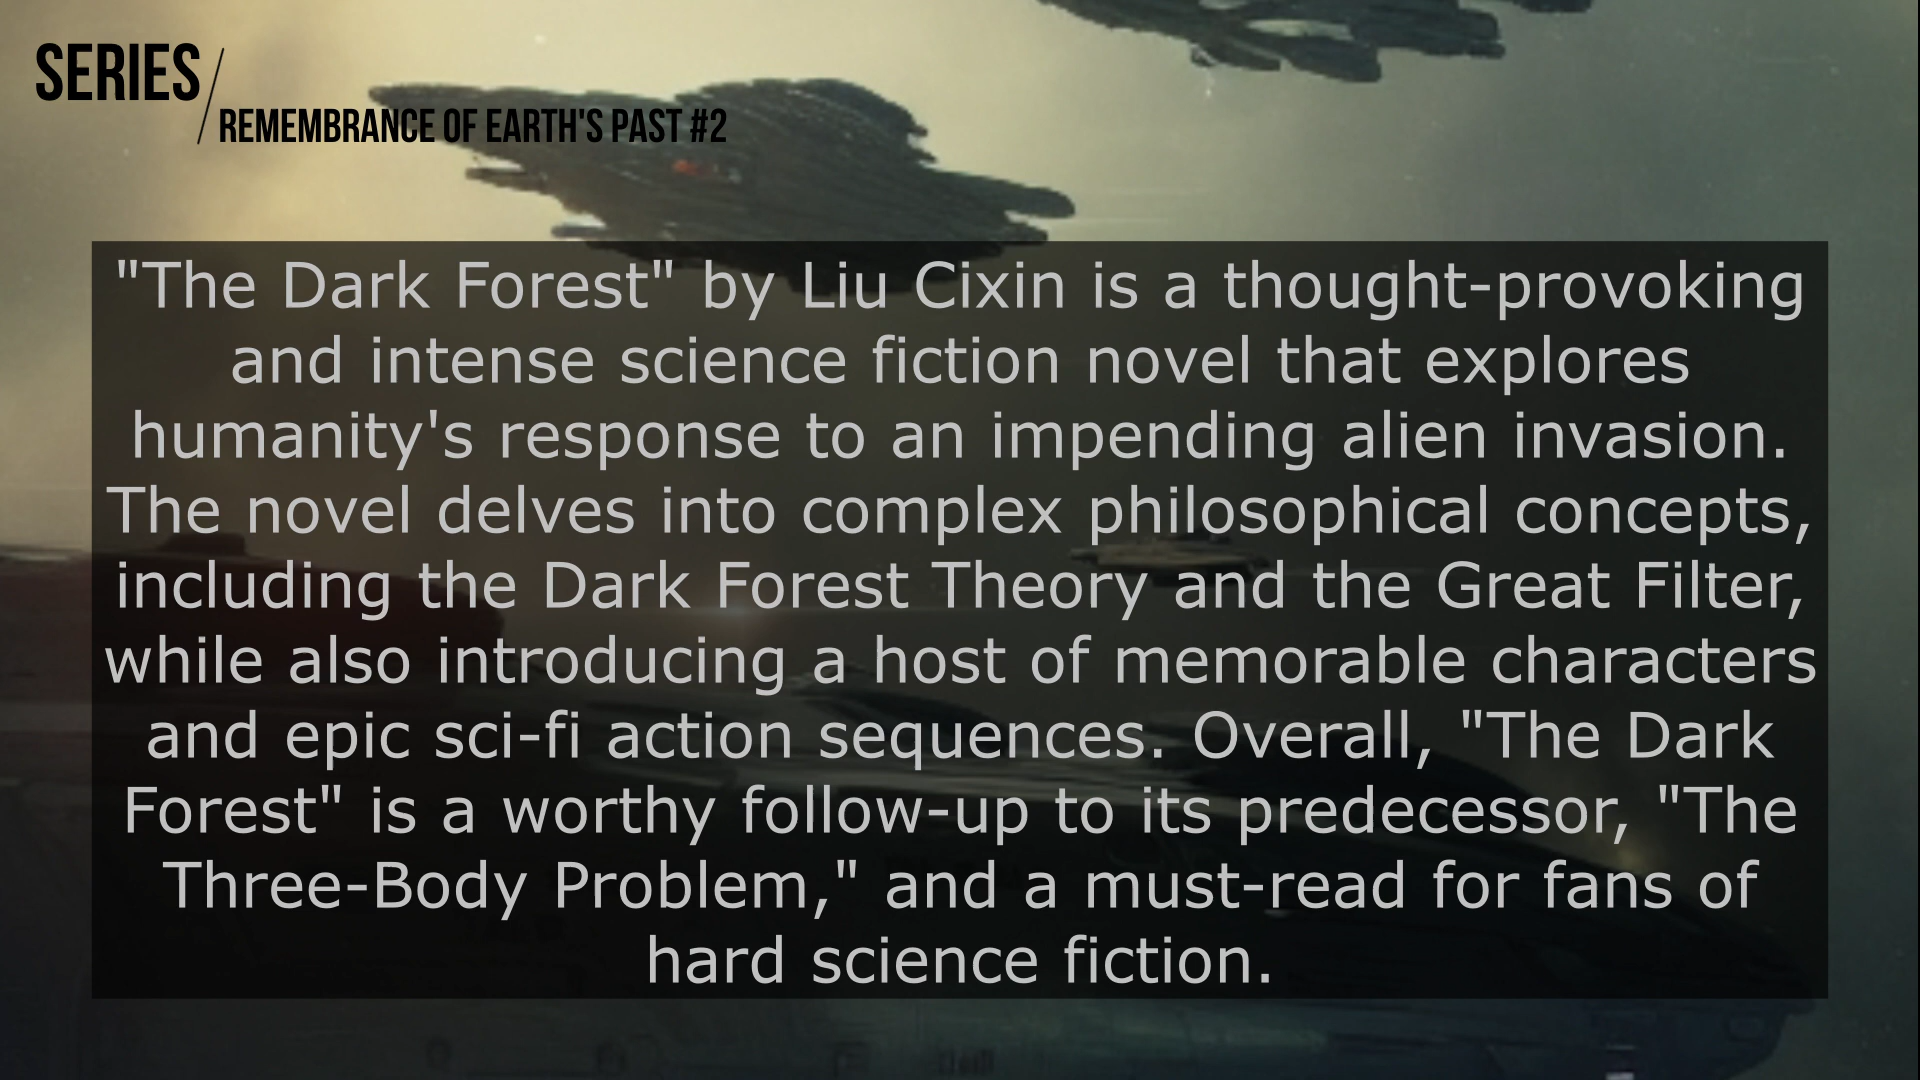 SERIES
REMEMBRANCE OF EARTH'S PAST #2
"The Dark Forest" by Liu Cixin is a thought-provoking
and intense science fiction novel that explores
humanity's response to an impending alien invasion.
The novel delves into complex philosophical concepts,
including the Dark Forest Theory and the Great Filter,
while also introducing a host of memorable characters
and epic sci-fi action sequences. Overall, "The Dark
Forest" is a worthy follow-up to its predecessor, "The
Three-Body Problem," and a must-read for fans of
hard science fiction.